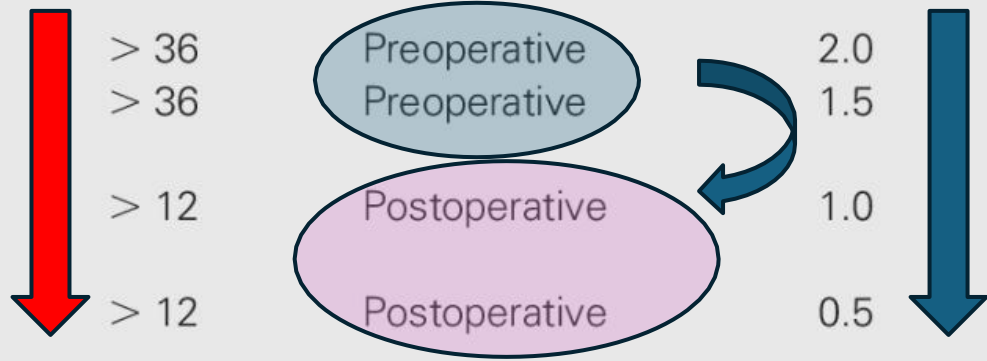 > 36 Preoperative 2.0
> 36 Preoperative 1.5
> 12 Postoperative 1.0
> 12 Postoperative 0.5